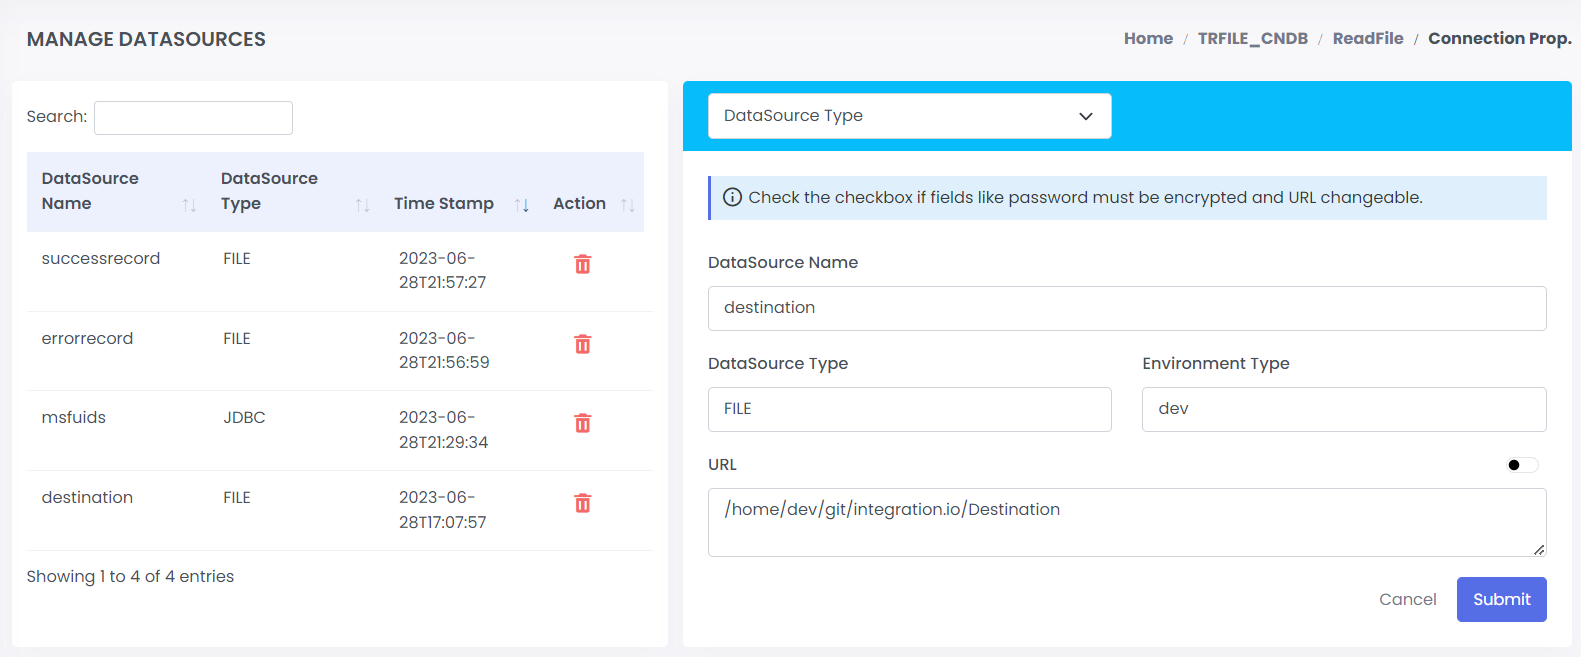 MANAGE DATASOURCES
Home / TRFILE_CNDB / ReadFile / Connection Prop.
Search:
DataSource Name
DataSource Type
Time Stamp
Action
successrecord FILE 2023-06-28T21:57:27
errorrecord FILE 2023-06-28T21:56:59
msfuids JDBC 2023-06-28T21:29:34
destination FILE 2023-06-28T17:07:57
Showing 1 to 4 of 4 entries
DataSource Type
Check the checkbox if fields like password must be encrypted and URL changeable.
DataSource Name
destination
DataSource Type
FILE
Environment Type
dev
URL
/home/dev/git/integration.io/Destination
Cancel
Submit